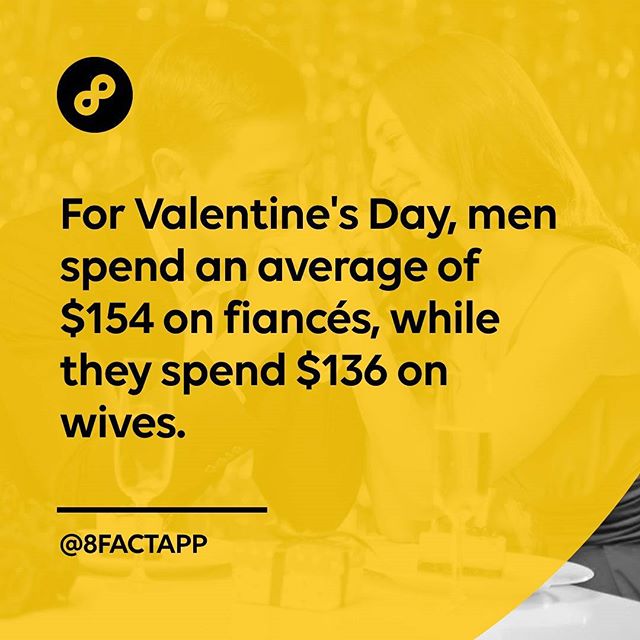 For Valentine's Day, men
spend an average of
$154 on fiancés, while
they spend $136 on
wives.
@8FACTAPP